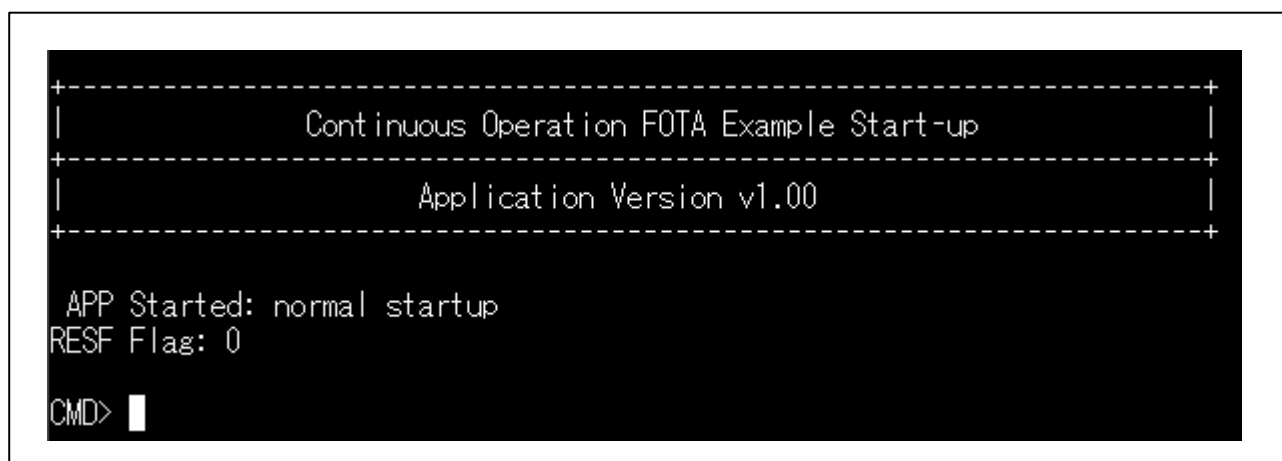 Continuous Operation FOTA Example Start-up
Application Version v1.00
APP Started: normal startup
RESF Flag: 0
CMD>